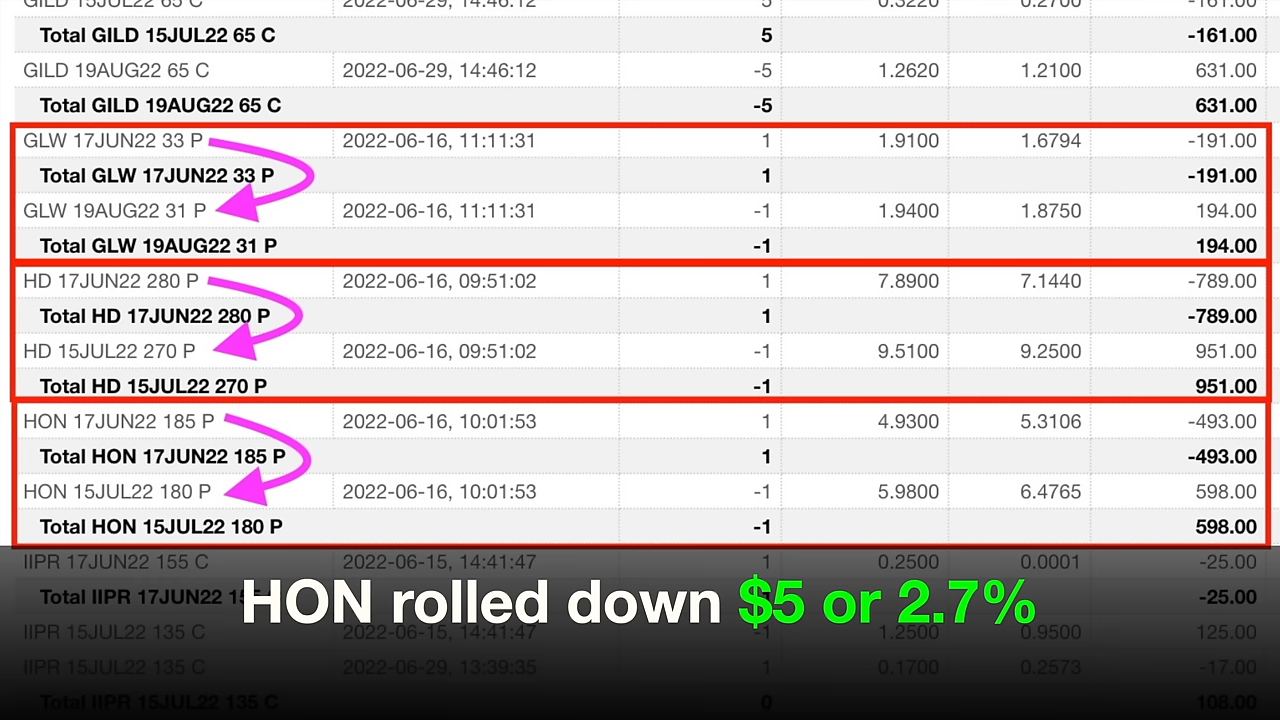 GILD 15JUL22 65 C 2022-06-29, 14:46:12 5 0.3220 0.2700 -161.00
Total GILD 15JUL22 65 C 5 -161.00
GILD 19AUG22 65 C 2022-06-29, 14:46:12 -5 1.2620 1.2100 631.00
Total GILD 19AUG22 65 C -5 631.00
GLW 17JUN22 33 P 2022-06-16, 11:11:31 1 1.9100 1.6794 -191.00
Total GLW 17JUN22 33 P 1 -191.00
GLW 19AUG22 31 P 2022-06-16, 11:11:31 -1 1.9400 1.8750 194.00
Total GLW 19AUG22 31 P -1 194.00
HD 17JUN22 280 P 2022-06-16, 09:51:02 1 7.8900 7.1440 -789.00
Total HD 17JUN22 280 P 1 -789.00
HD 15JUL22 270 P 2022-06-16, 09:51:02 -1 9.5100 9.2500 951.00
Total HD 15JUL22 270 P -1 951.00
HON 17JUN22 185 P 2022-06-16, 10:01:53 1 4.9300 5.3106 -493.00
Total HON 17JUN22 185 P 1 -493.00
HON 15JUL22 180 P 2022-06-16, 10:01:53 -1 5.9800 6.4765 598.00
Total HON 15JUL22 180 P -1 598.00
IIPR 17JUN22 155 C 2022-06-15, 14:41:47 1 0.2500 0.0001 -25.00
Total IIPR 17JUN22 -25.00
HON rolled down $5 or 2.7%
IIPR 15JUL22 135 C 2022-06-15, 14:41:47 -1 1.2500 0.9500 125.00
IIPR 15JUL22 135 C 2022-06-29, 13:39:35 1 0.1700 0.2573 -17.00
Total IIPR 15JUL22 135 C 0 108.00